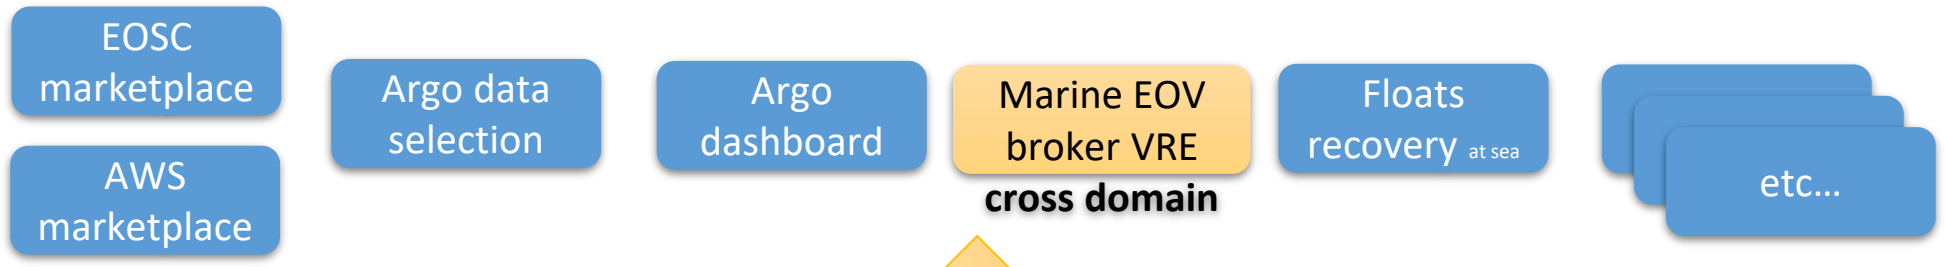 EOSC
marketplace
AWS
marketplace
Argo data
selection
Argo
dashboard
Marine EOV
broker VRE
cross domain
Floats
recovery at sea
etc...